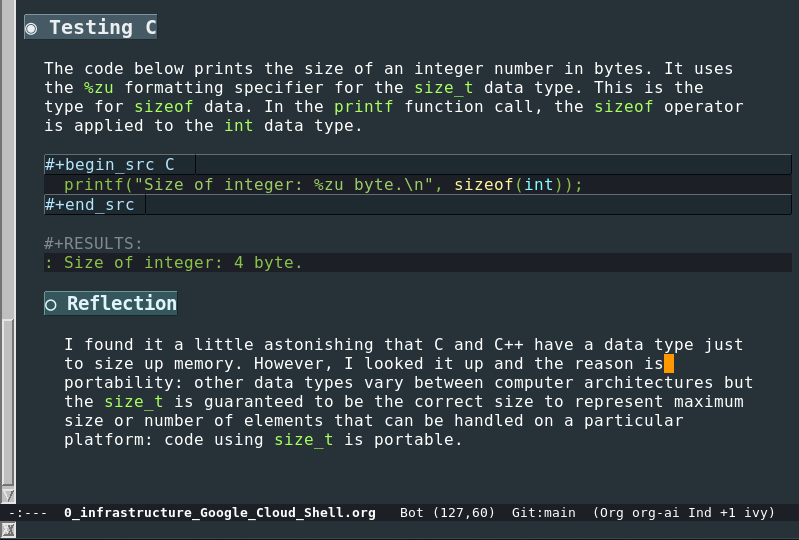 ◉ Testing C
The code below prints the size of an integer number in bytes. It uses
the %zu formatting specifier for the size_t data type. This is the
type for sizeof data. In the printf function call, the sizeof operator
is applied to the int data type.
#+begin_src C
printf("Size of integer: %zu byte.\n", sizeof(int));
#+end_src
#+RESULTS:
: Size of integer: 4 byte.
○ Reflection
I found it a little astonishing that C and C++ have a data type just
to size up memory. However, I looked it up and the reason is
portability: other data types vary between computer architectures but
the size_t is guaranteed to be the correct size to represent maximum
size or number of elements that can be handled on a particular
platform: code using size_t is portable.
-:--- 0_infrastructure_Google_Cloud_Shell.org Bot (127,60) Git:main (Org org-ai Ind +1 ivy)